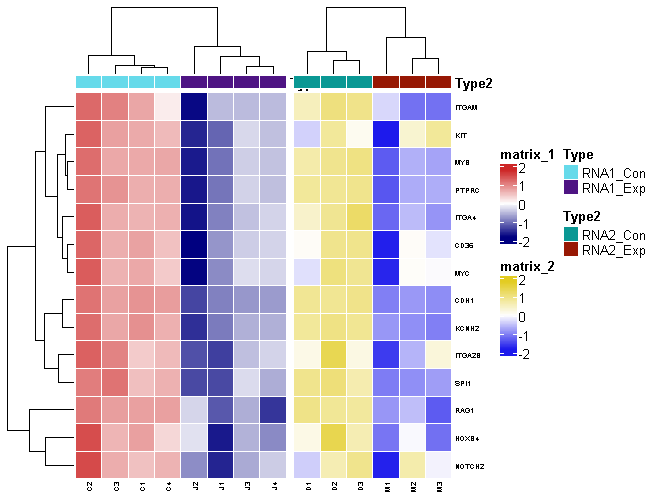 Type2
ITGAM
KIT
MYB
PTPRC
ITGA4
CD36
MYC
CDH1
KCNH2
ITGA2B
SPI1
RAG1
HOXB4
NOTCH2
C2 C3 C1 C4 J2 J1 J3 J4 D1 D2 D3 M1 M2 M3
matrix_1
2
1
0
-1
-2
matrix_2
2
1
0
-1
-2
Type
RNA1_Con
RNA1_Exp
Type2
RNA2_Con
RNA2_Exp